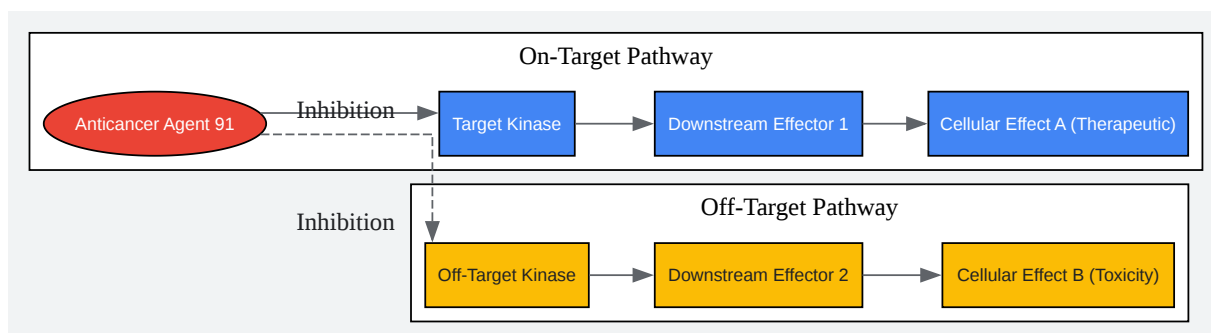 On-Target Pathway
Anticancer Agent 91
Inhibition
Target Kinase
Downstream Effector 1
Cellular Effect A (Therapeutic)
Inhibition
Off-Target Pathway
Off-Target Kinase
Downstream Effector 2
Cellular Effect B (Toxicity)